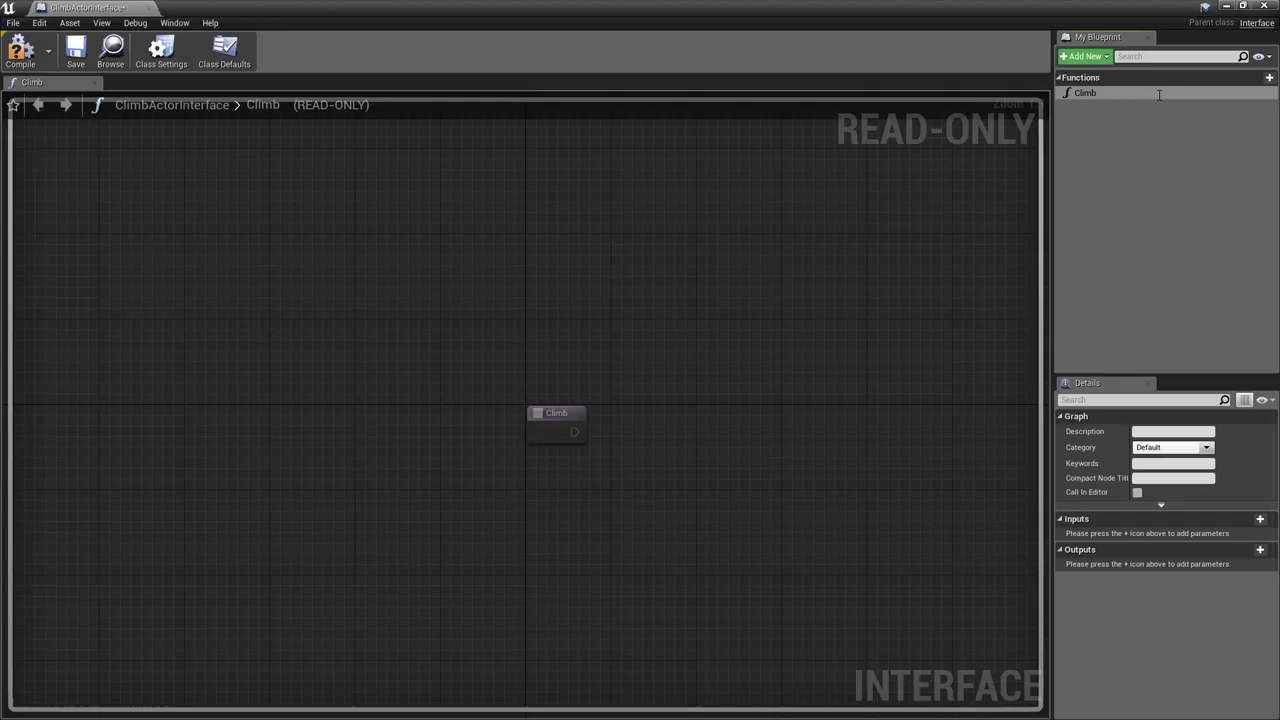 ClimbActorInterface*
File Edit Asset View Debug Window Help
Parent class: Interface
Compile Save Browse Class Settings Class Defaults
My Blueprint
+ Add New Search
Climb
Functions
Climb
ClimbActorInterface > Climb (READ-ONLY)
READ-ONLY
Climb
INTERFACE
Details
Search
Graph
Description
Category Default
Keywords
Compact Node Titl
Call In Editor
Inputs
Please press the + icon above to add parameters
Outputs
Please press the + icon above to add parameters